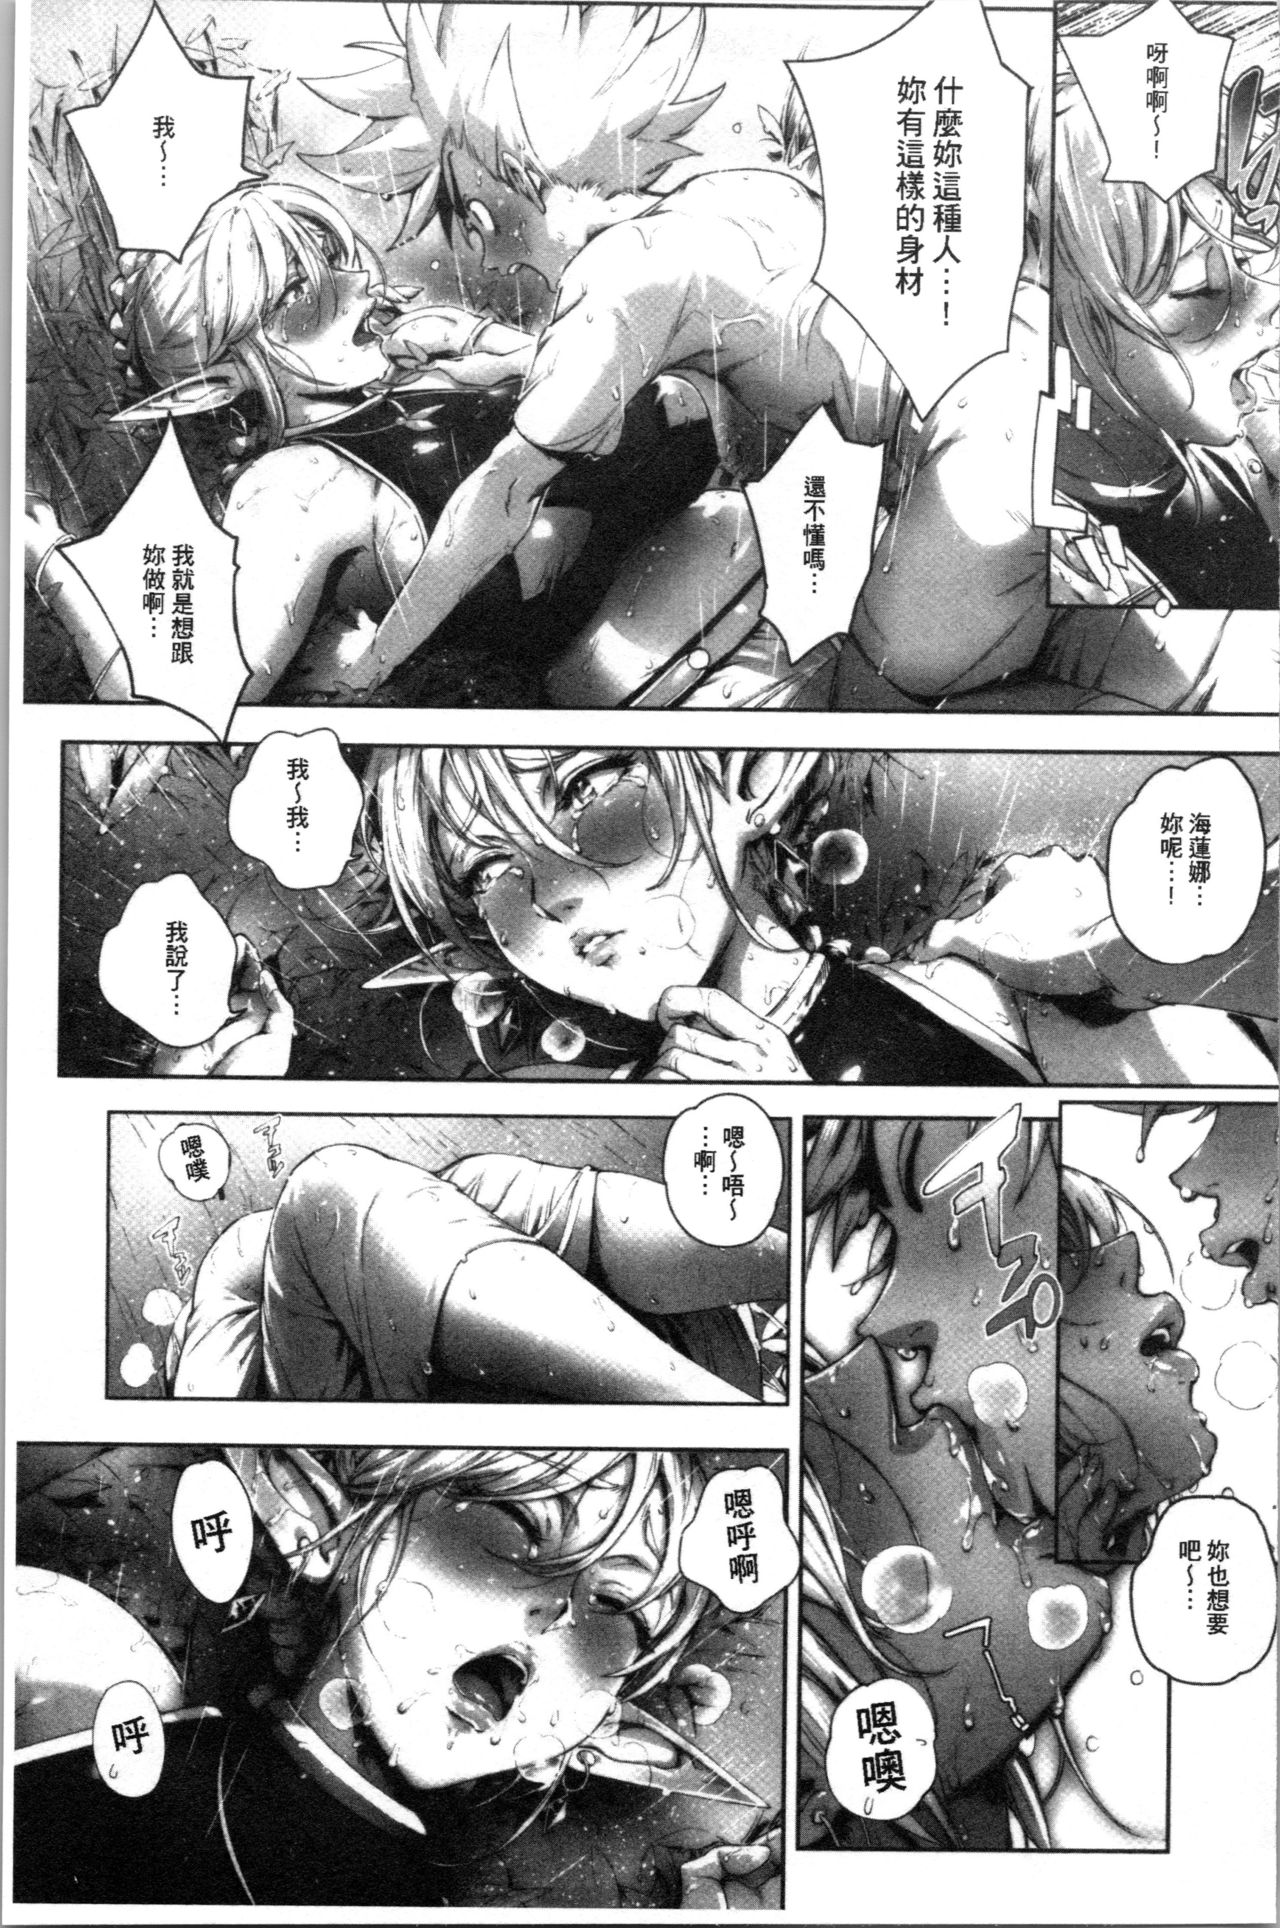 呀啊啊～！
什麼妳這種人…！
妳有這樣的身材
還不懂嗎…
我～…
我就是想跟
妳做啊…
海蓮娜…
妳呢…！
我～我…
我說了…
妳也想要
吧～…
嗯噢
嗯～唔～
…啊…
嗯噗
嗯呼啊
呼
呼